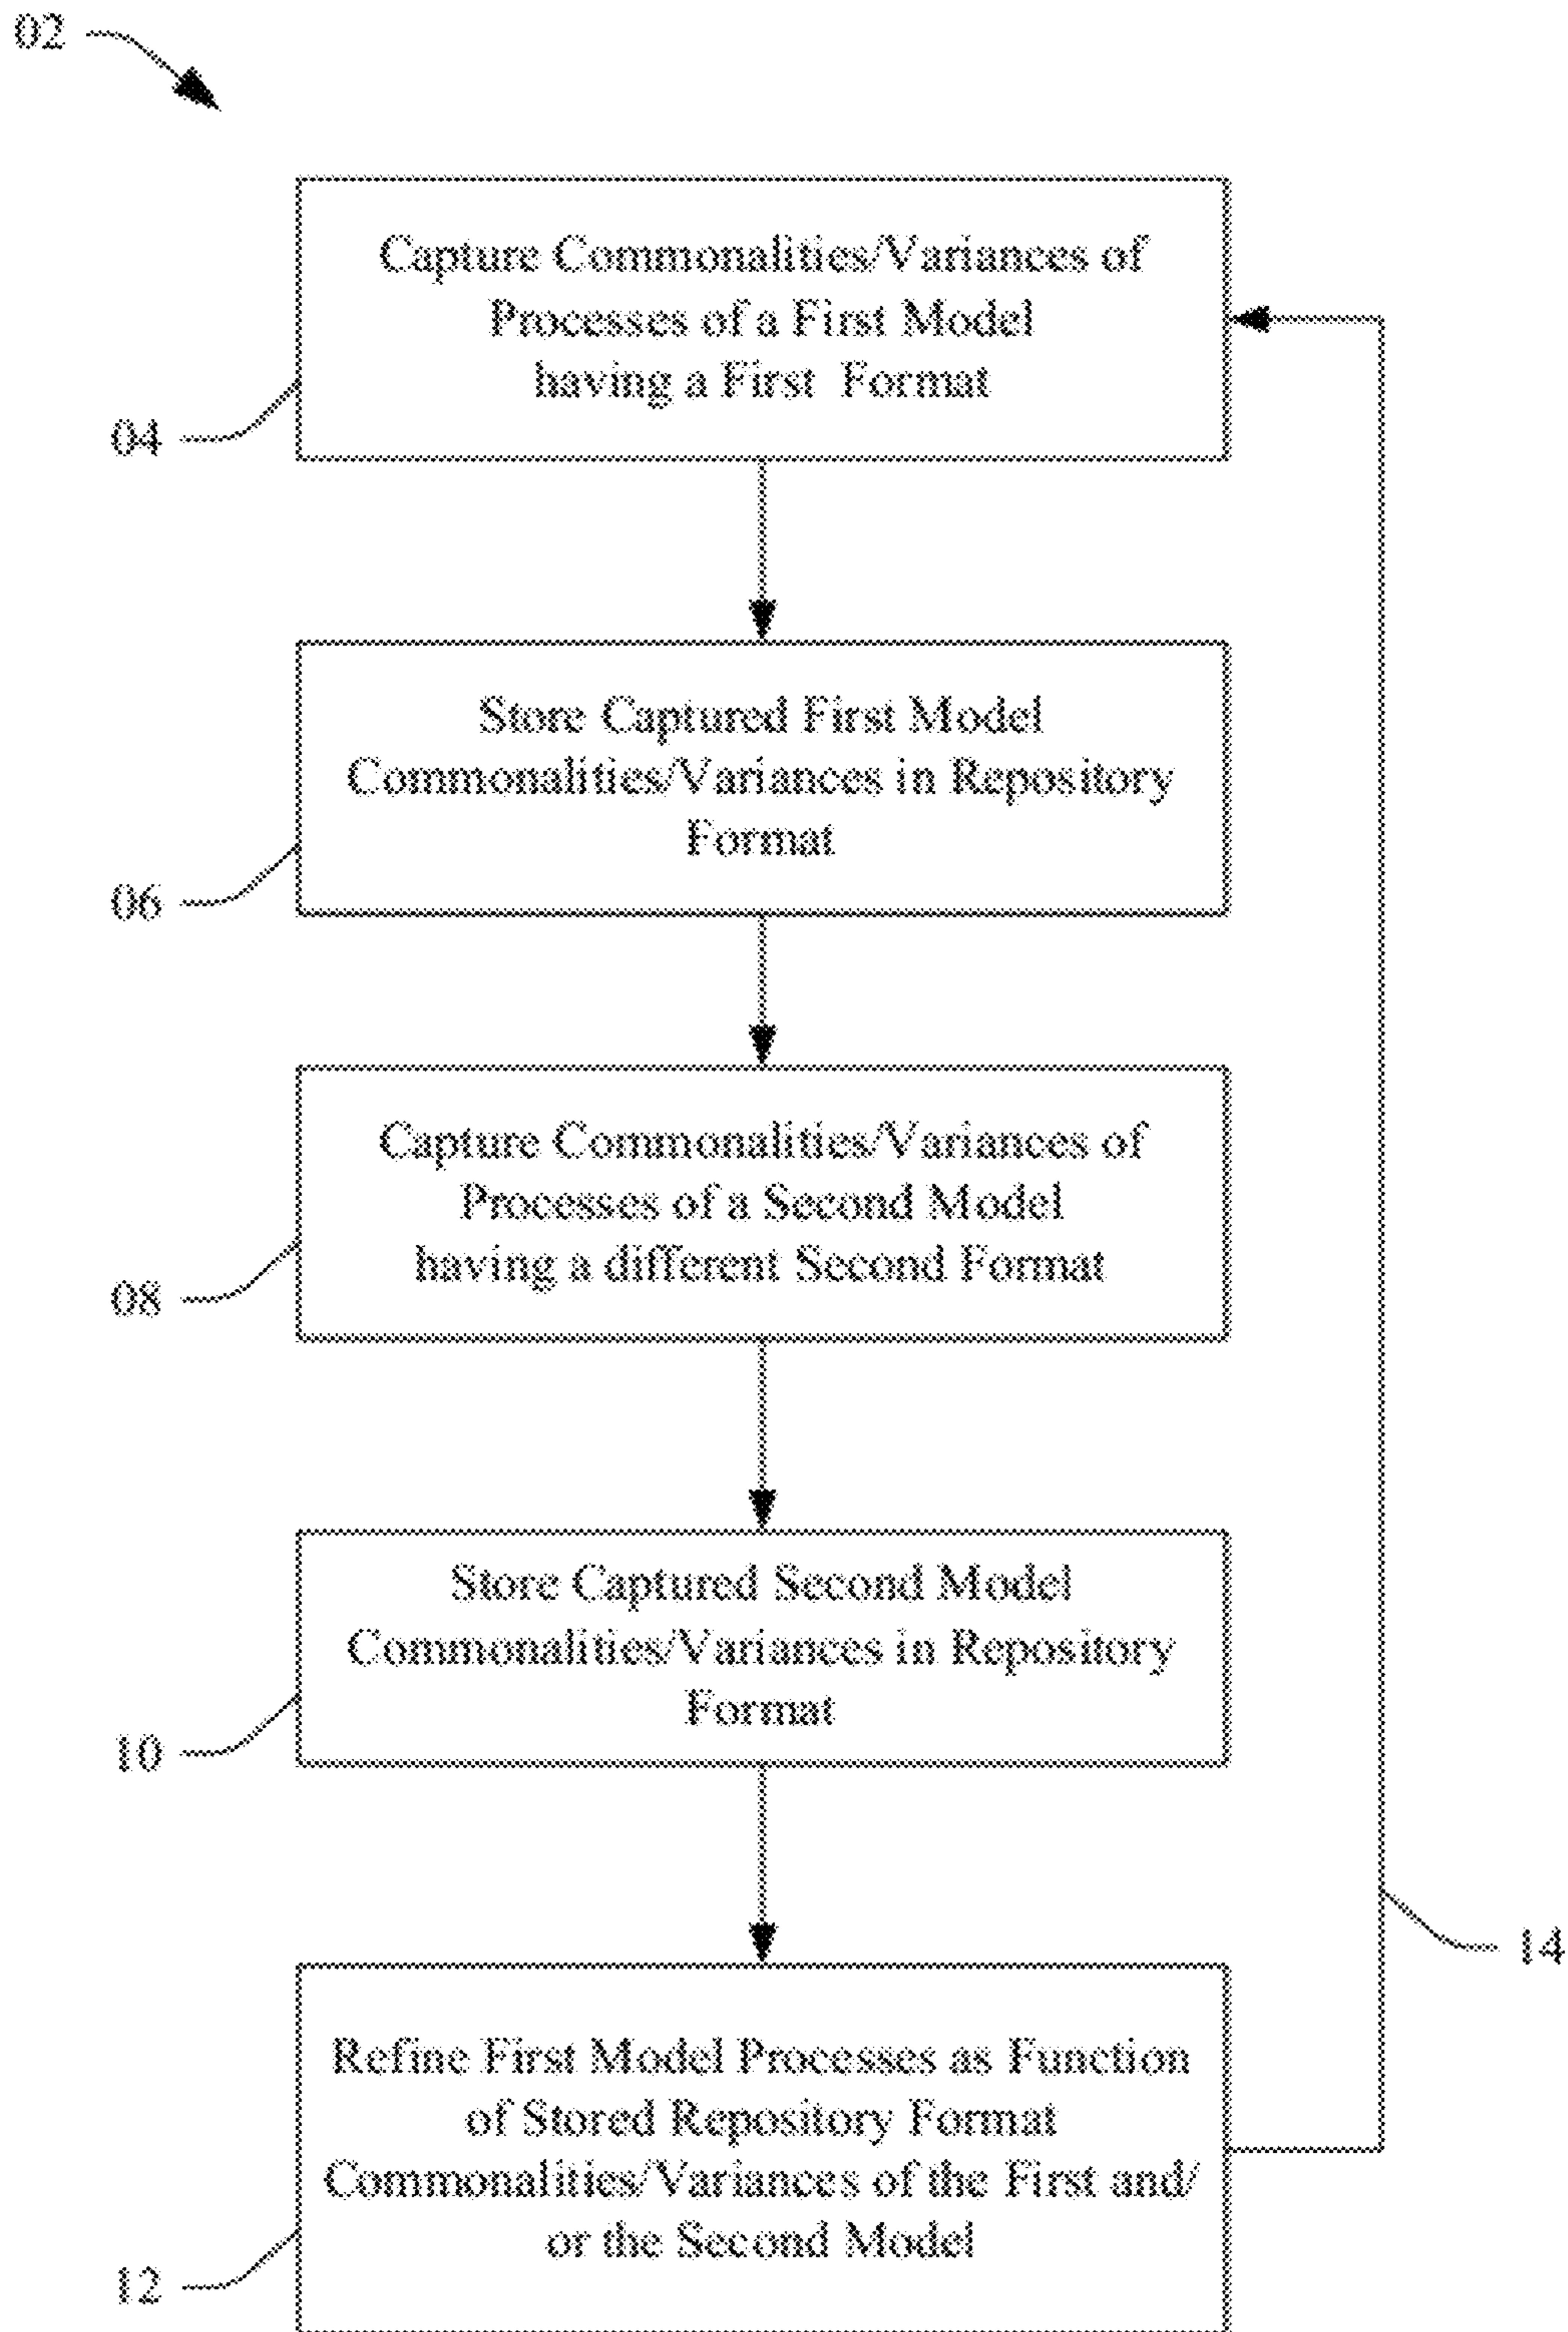 02
Capture Commonalities/Variances of
Processes of a First Model
having a First Format
04
Store Captured First Model
Commonalities/Variances in Repository
Format
06
Capture Commonalities/Variances of
Processes of a Second Model
having a different Second Format
08
Store Captured Second Model
Commonalities/Variances in Repository
Format
10
14
Refine First Model Processes as Function
of Stored Repository Format
Commonalities/Variances of the First and/
or the Second Model
12